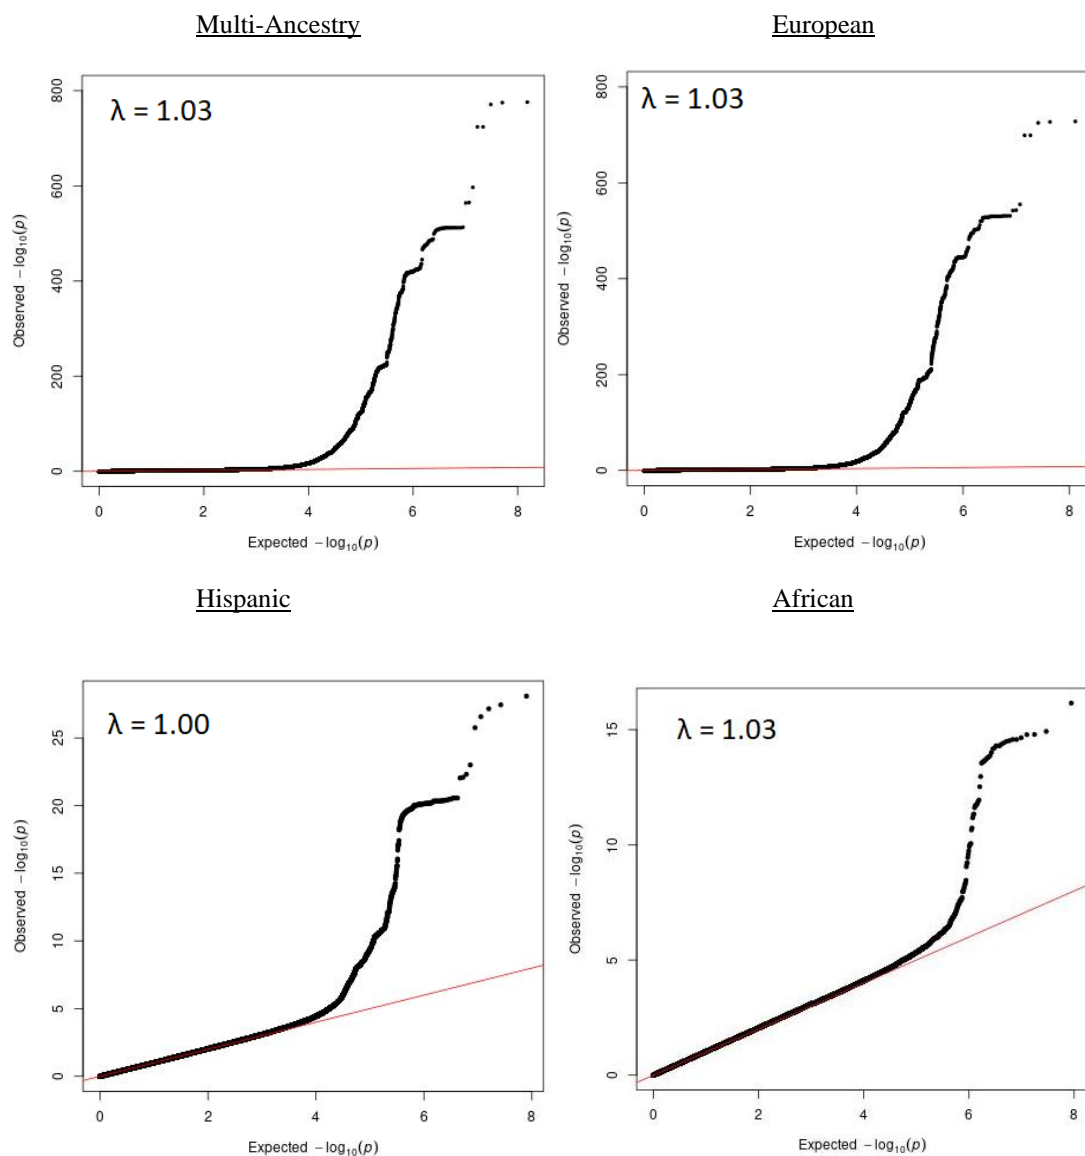 Multi-Ancestry
European
λ = 1.03
Observed −log10(p)
0 200 400 600 800
0 2 4 6 8
Expected −log10(p)
λ = 1.03
Observed −log10(p)
0 200 400 600 800
0 2 4 6 8
Expected −log10(p)
Hispanic
African
λ = 1.00
Observed −log10(p)
0 5 10 15 20 25
0 2 4 6 8
Expected −log10(p)
λ = 1.03
Observed −log10(p)
0 5 10 15
0 2 4 6 8
Expected −log10(p)